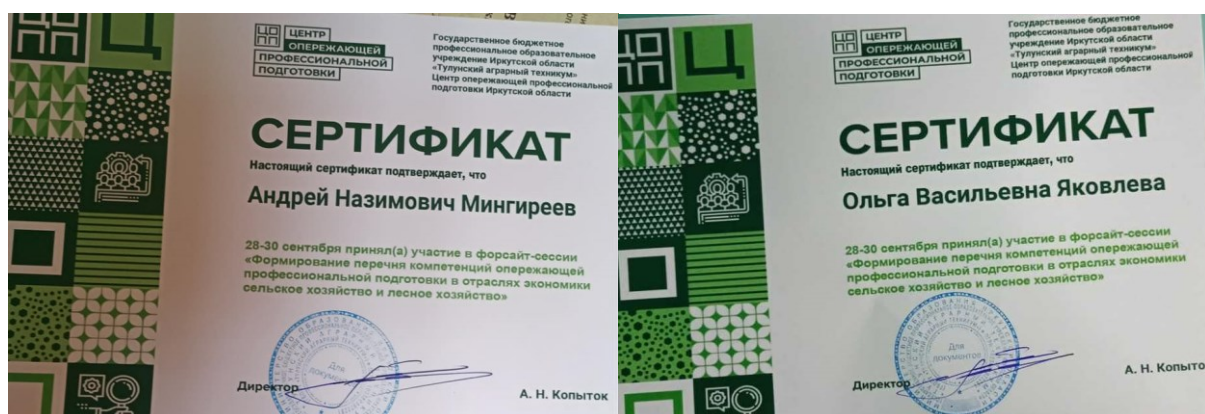 ЦЕНТР
ОПЕРЕЖАЮЩЕЙ
ПРОФЕССИОНАЛЬНОЙ
ПОДГОТОВКИ
Государственное бюджетное
профессиональное образовательное
учреждение Иркутской области
«Тулунский аграрный техникум»
Центр опережающей профессиональной
подготовки Иркутской области
СЕРТИФИКАТ
Настоящий сертификат подтверждает, что
Андрей Назимович Мингиреев
28-30 сентября принял(а) участие в форсайт-сессии
«Формирование перечня компетенций опережающей
профессиональной подготовки в отраслях экономики
сельское хозяйство и лесное хозяйство»
Для
документов
Директор
А. Н. Копыток
ЦЕНТР
ОПЕРЕЖАЮЩЕЙ
ПРОФЕССИОНАЛЬНОЙ
ПОДГОТОВКИ
Государственное бюджетное
профессиональное образовательное
учреждение Иркутской области
«Тулунский аграрный техникум»
Центр опережающей профессиональной
подготовки Иркутской области
СЕРТИФИКАТ
Настоящий сертификат подтверждает, что
Ольга Васильевна Яковлева
28-30 сентября принял(а) участие в форсайт-сессии
«Формирование перечня компетенций опережающей
профессиональной подготовки в отраслях экономики
сельское хозяйство и лесное хозяйство»
Для
документов
Директор
А. Н. Копыток